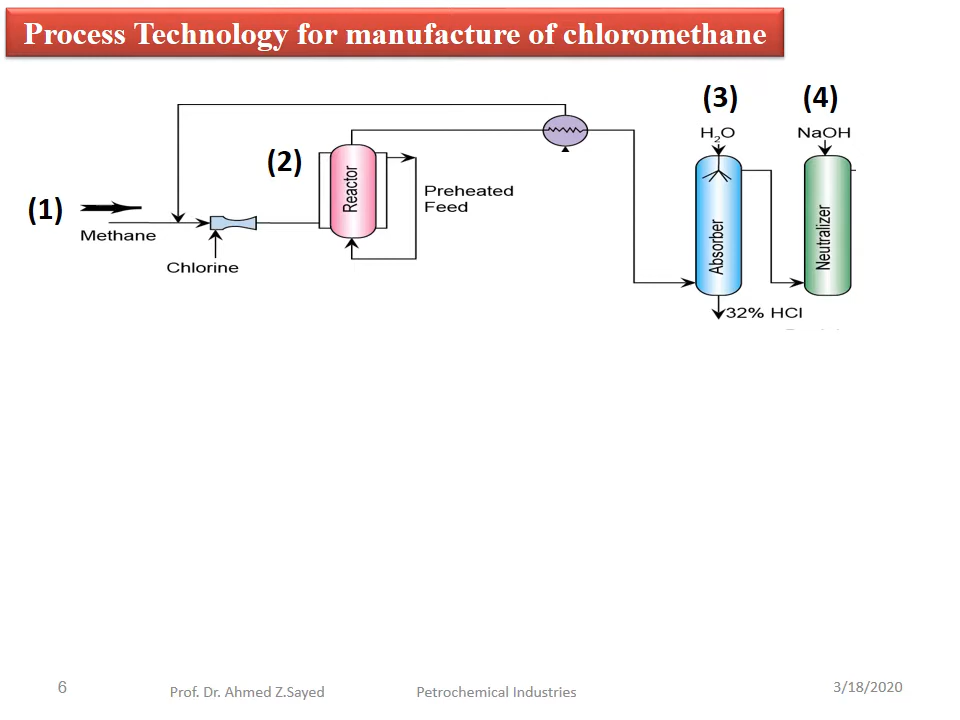 Process Technology for manufacture of chloromethane
(1)
Methane
Chlorine
(2)
Reactor
Preheated
Feed
(3)
H₂O
Absorber
32% HCl
(4)
NaOH
Neutralizer
6
Prof. Dr. Ahmed Z.Sayed
Petrochemical Industries
3/18/2020